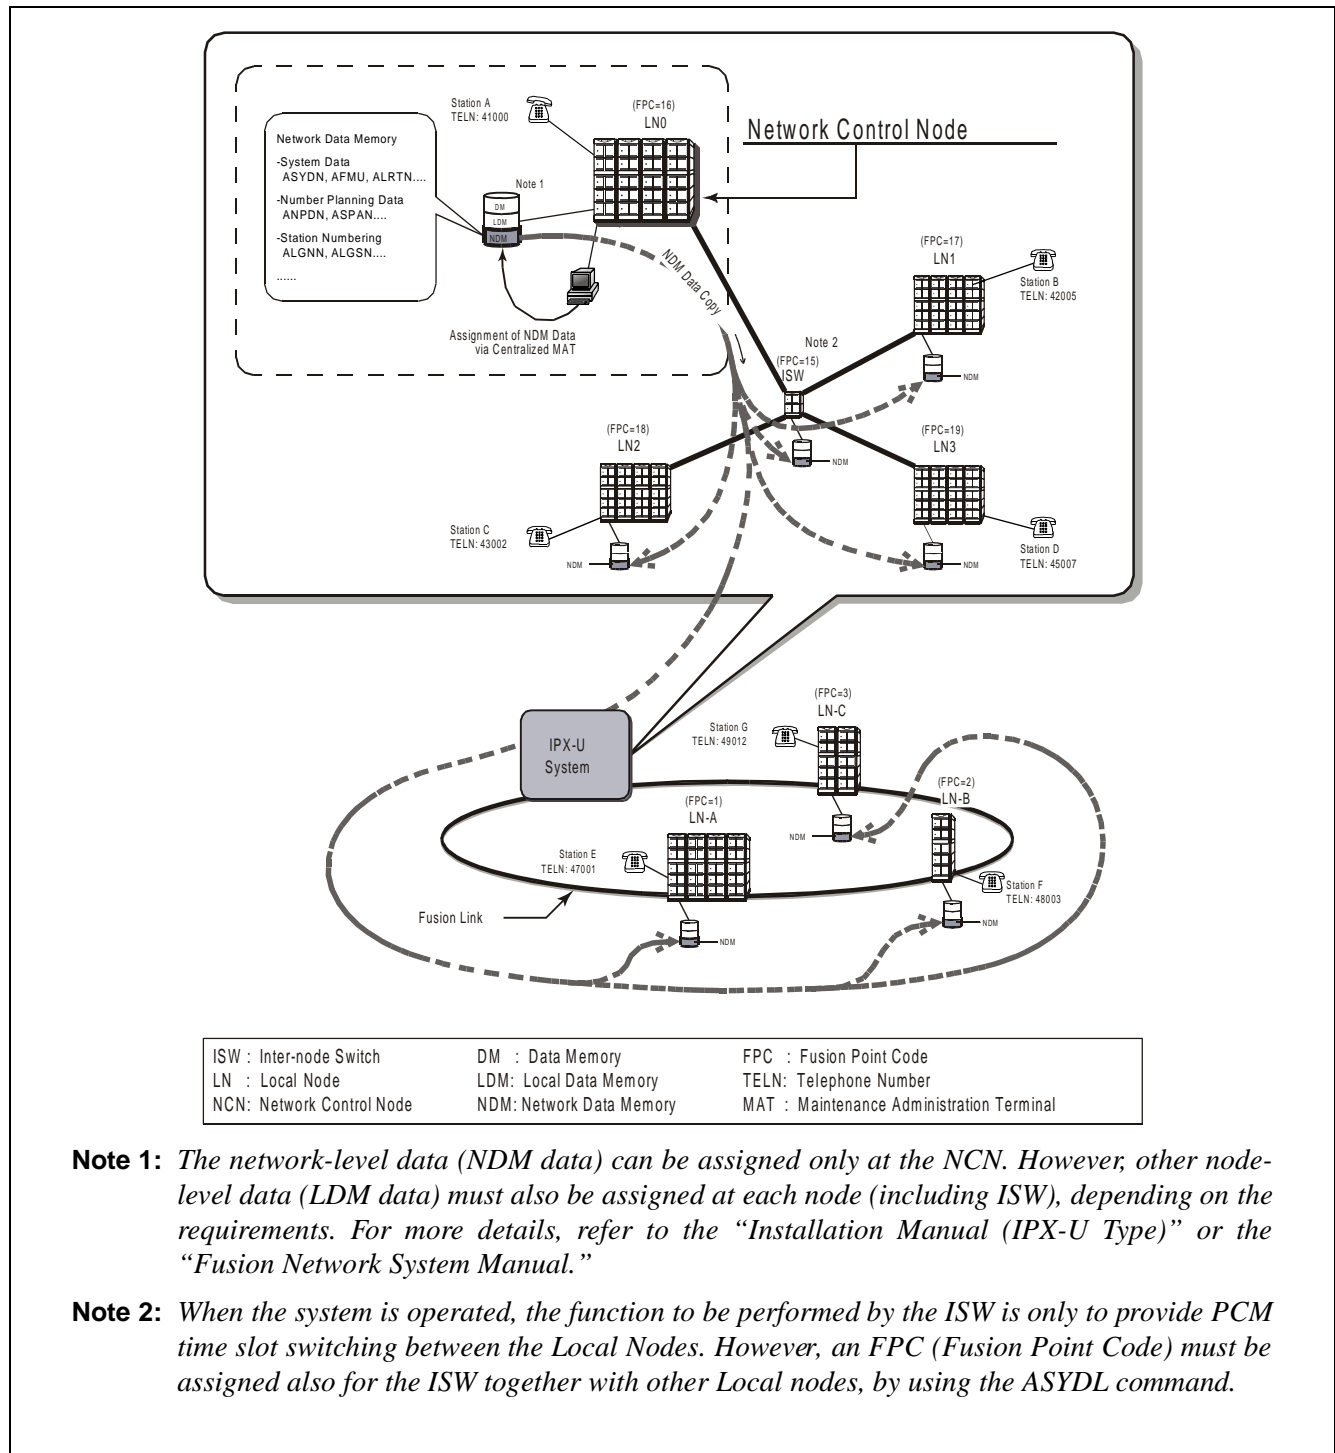 Station A
TELN: 41000
(FPC=16)
LN0
Network Control Node
Network Data Memory
-System Data
ASYDN, AFMU, ALRTN....
-Number Planning Data
ANPDN, ASPAN....
-Station Numbering
ALGNN, ALGSN....
......
Note 1
DM
LDM
NDM
NDM Data Copy
Assignment of NDM Data
via Centralized MAT
(FPC=17)
LN1
Station B
TELN: 42005
NDM
Note 2
(FPC=15)
ISW
NDM
(FPC=18)
LN2
Station C
TELN: 43002
NDM
(FPC=19)
LN3
Station D
TELN: 45007
NDM
IPX-U
System
(FPC=3)
LN-C
Station G
TELN: 49012
NDM
(FPC=2)
LN-B
Station F
TELN: 48003
NDM
(FPC=1)
LN-A
Station E
TELN: 47001
NDM
Fusion Link
ISW : Inter-node Switch DM : Data Memory FPC : Fusion Point Code
LN : Local Node LDM: Local Data Memory TELN: Telephone Number
NCN: Network Control Node NDM: Network Data Memory MAT : Maintenance Administration Terminal
Note 1: The network-level data (NDM data) can be assigned only at the NCN. However, other node-
level data (LDM data) must also be assigned at each node (including ISW), depending on the
requirements. For more details, refer to the “Installation Manual (IPX-U Type)” or the
“Fusion Network System Manual.”
Note 2: When the system is operated, the function to be performed by the ISW is only to provide PCM
time slot switching between the Local Nodes. However, an FPC (Fusion Point Code) must be
assigned also for the ISW together with other Local nodes, by using the ASYDL command.